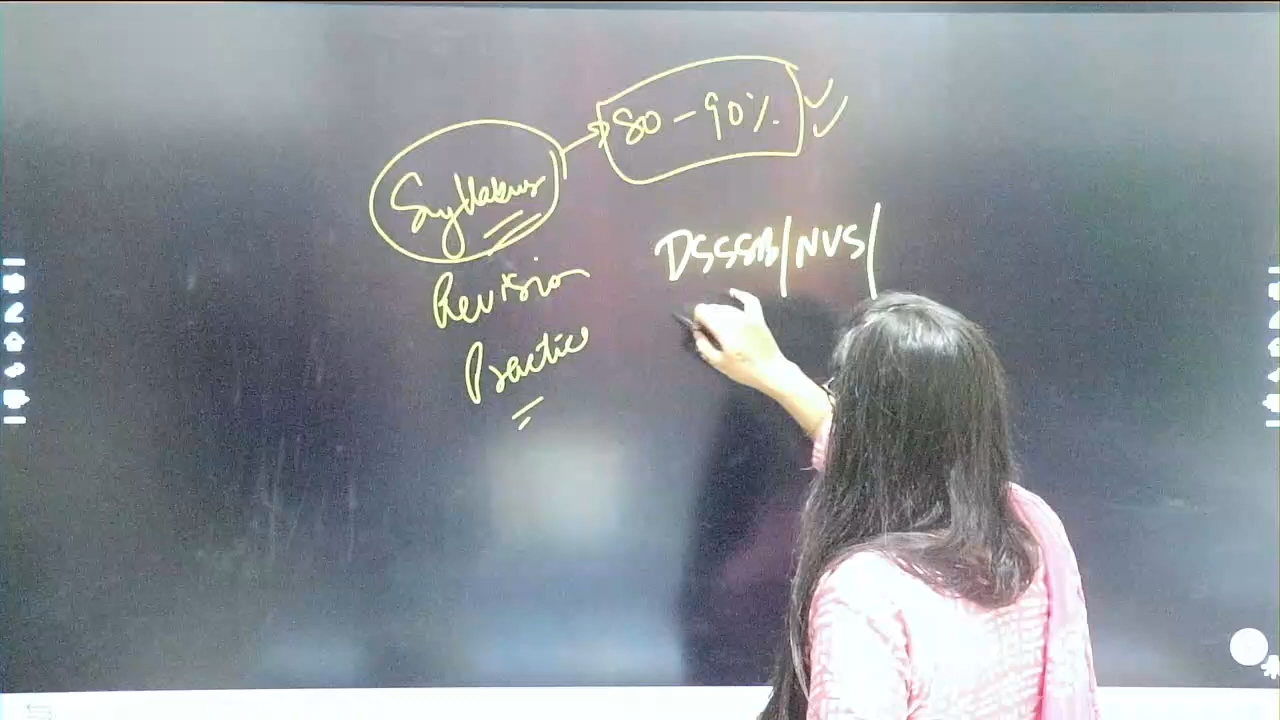 Syllabus → 80-90%
DSSSB/NVS/
Revision
Practice